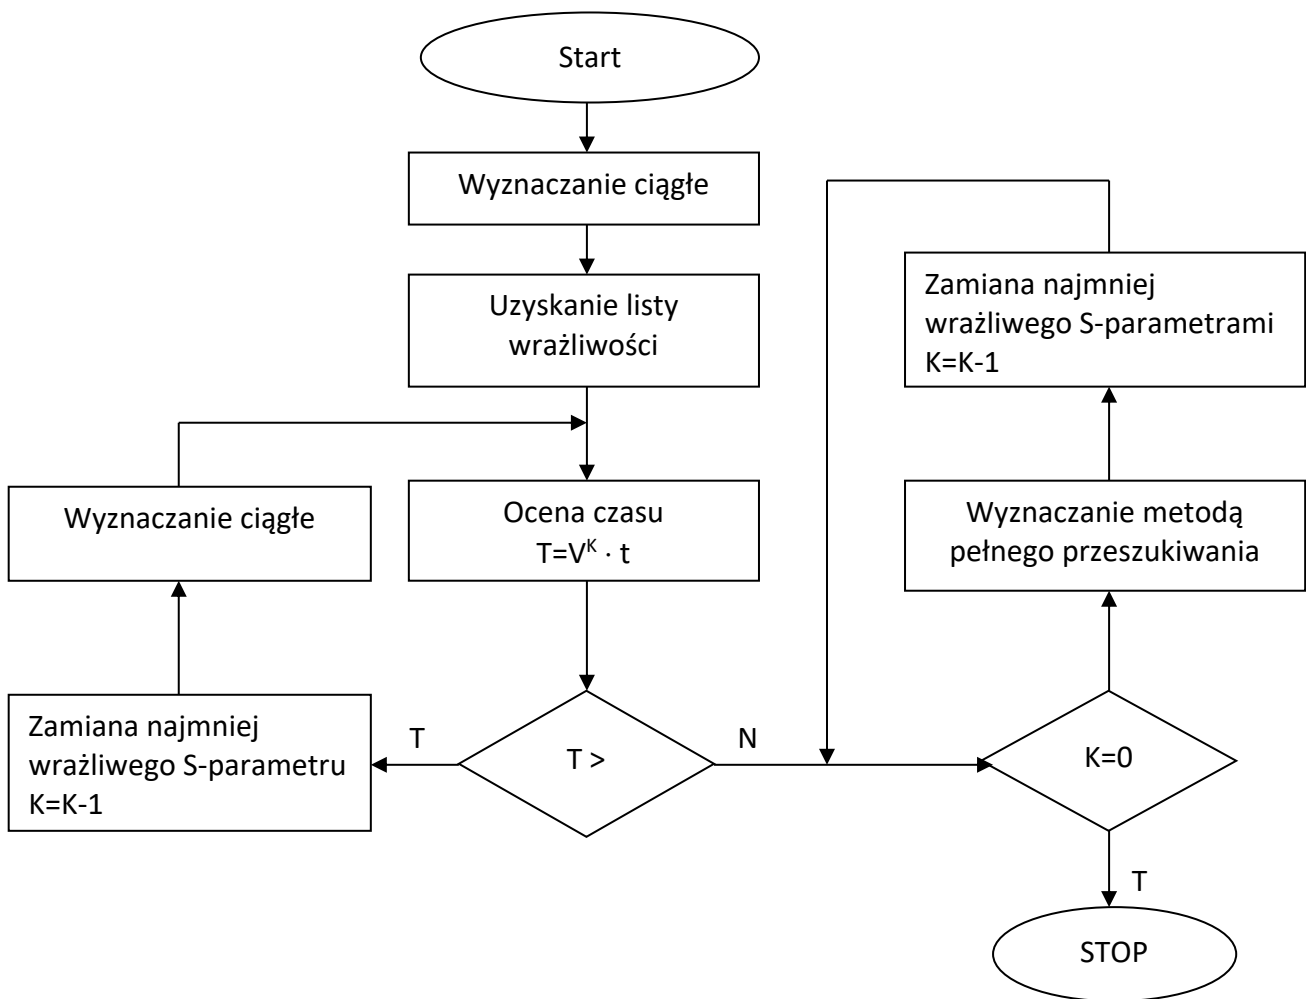 Start
Wyznaczanie ciągłe
Uzyskanie listy
wrażliwości
Ocena czasu
T=V^K · t
T >
T
N
Zamiana najmniej
wrażliwego S-parametru
K=K-1
Wyznaczanie ciągłe
K=0
Wyznaczanie metodą
pełnego przeszukiwania
Zamiana najmniej
wrażliwego S-parametrami
K=K-1
T
STOP